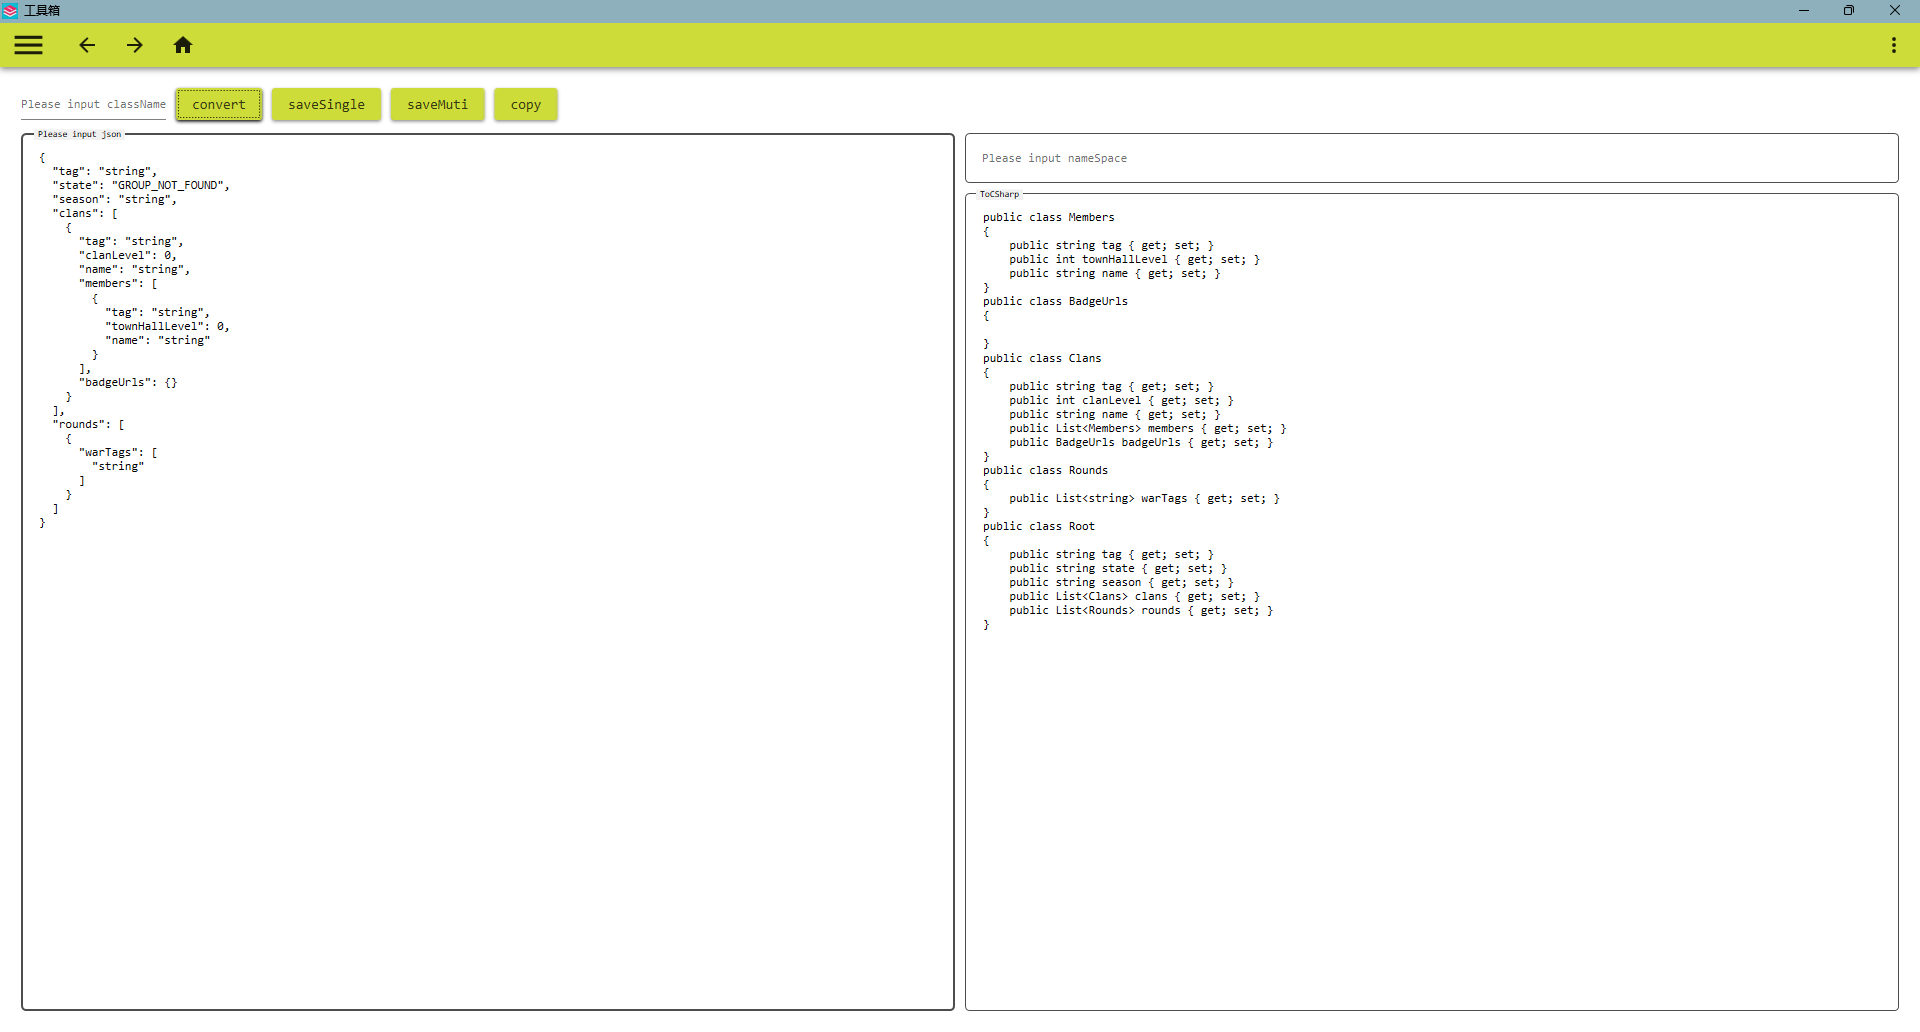 工具箱
Please input className
convert
saveSingle
saveMuti
copy
Please input json
{
  "tag": "string",
  "state": "GROUP_NOT_FOUND",
  "season": "string",
  "clans": [
    {
      "tag": "string",
      "clanLevel": 0,
      "name": "string",
      "members": [
        {
          "tag": "string",
          "townHallLevel": 0,
          "name": "string"
        }
      ],
      "badgeUrls": {}
    }
  ],
  "rounds": [
    {
      "warTags": [
        "string"
      ]
    }
  ]
}
Please input nameSpace
ToCSharp
public class Members
{
    public string tag { get; set; }
    public int townHallLevel { get; set; }
    public string name { get; set; }
}
public class BadgeUrls
{

}
public class Clans
{
    public string tag { get; set; }
    public int clanLevel { get; set; }
    public string name { get; set; }
    public List<Members> members { get; set; }
    public BadgeUrls badgeUrls { get; set; }
}
public class Rounds
{
    public List<string> warTags { get; set; }
}
public class Root
{
    public string tag { get; set; }
    public string state { get; set; }
    public string season { get; set; }
    public List<Clans> clans { get; set; }
    public List<Rounds> rounds { get; set; }
}